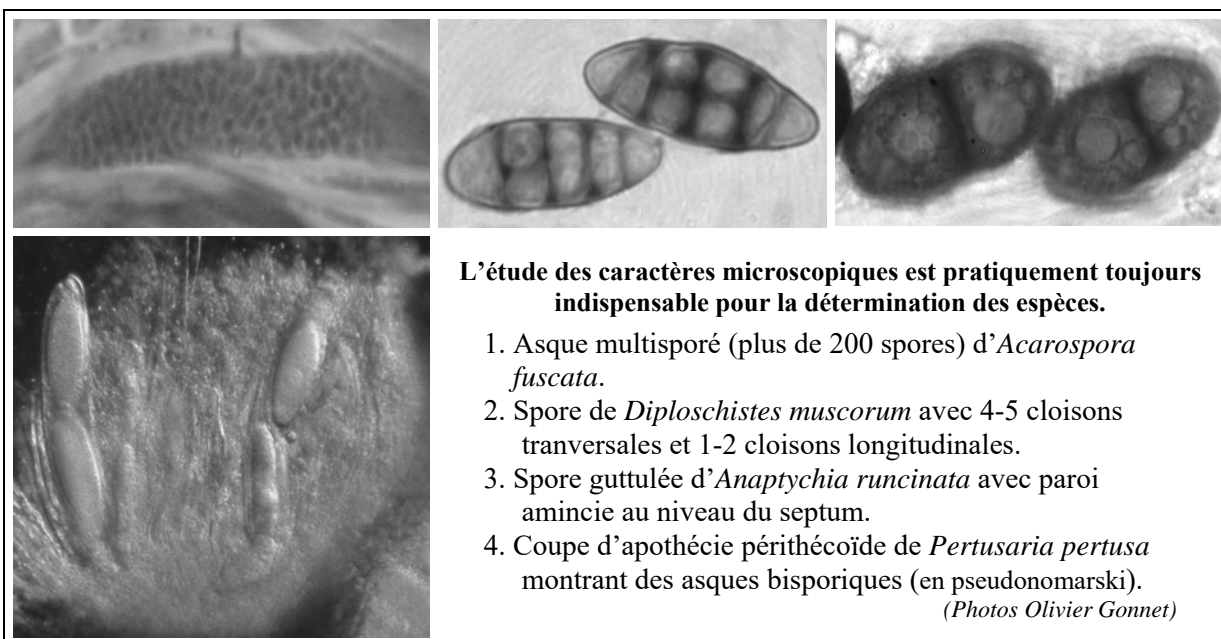 L’étude des caractères microscopiques est pratiquement toujours
indispensable pour la détermination des espèces.
1. Asque multisporé (plus de 200 spores) d’Acarospora
fuscata.
2. Spore de Diploschistes muscorum avec 4-5 cloisons
tranversales et 1-2 cloisons longitudinales.
3. Spore guttulée d’Anaptychia runcinata avec paroi
amincie au niveau du septum.
4. Coupe d’apothécie périthécoïde de Pertusaria pertusa
montrant des asques bisporiques (en pseudonomarski).
(Photos Olivier Gonnet)